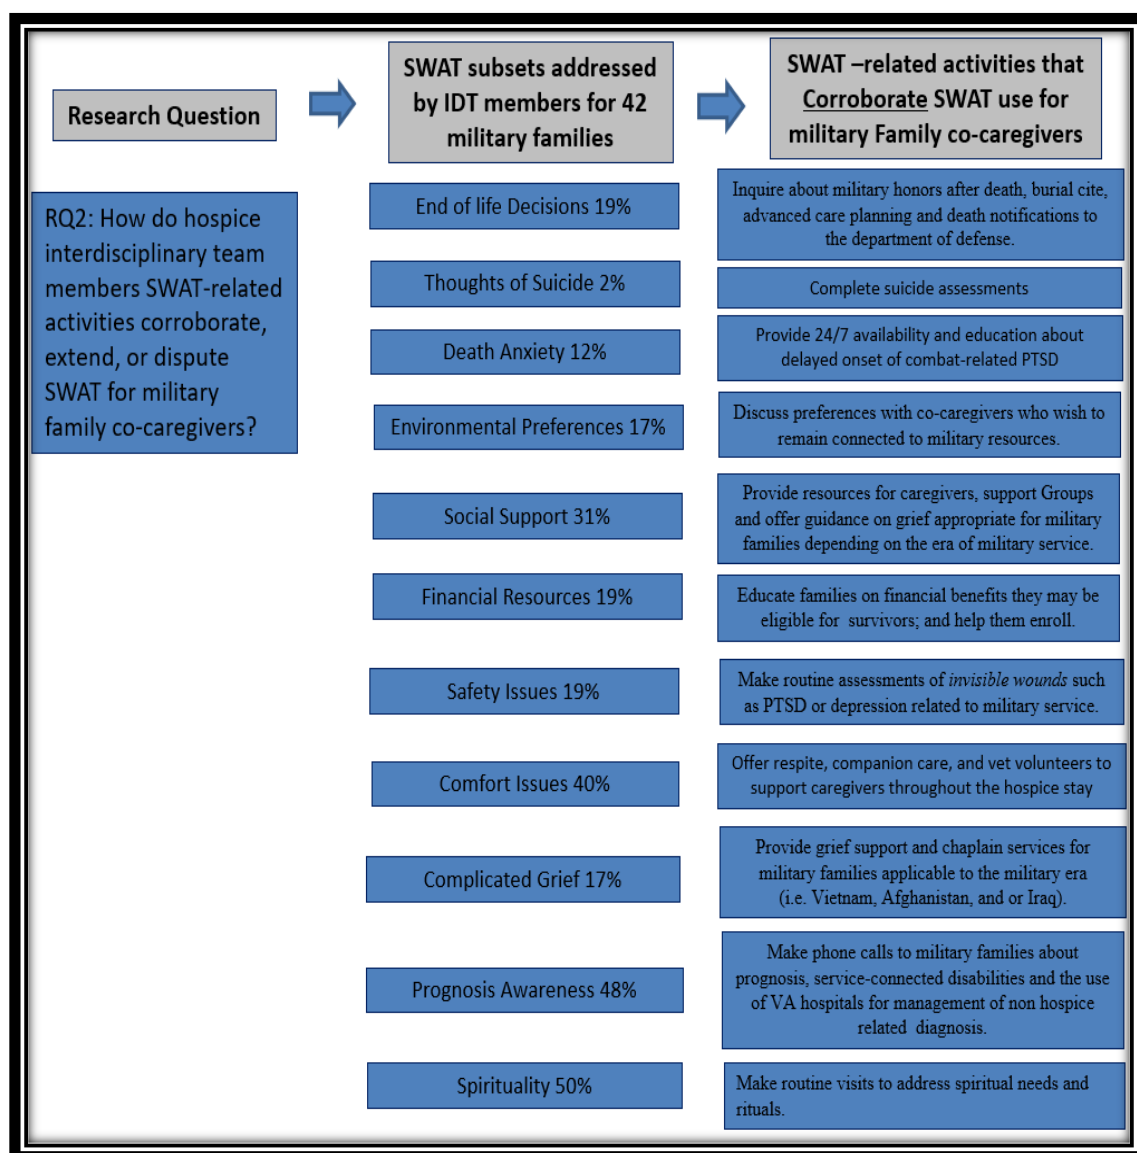 Research Question
SWAT subsets addressed
by IDT members for 42
military families
SWAT –related activities that
Corroborate SWAT use for
military Family co-caregivers
RQ2: How do hospice
interdisciplinary team
members SWAT-related
activities corroborate,
extend, or dispute
SWAT for military
family co-caregivers?
End of life Decisions 19%
Inquire about military honors after death, burial cite,
advanced care planning and death notifications to
the department of defense.
Thoughts of Suicide 2%
Complete suicide assessments
Death Anxiety 12%
Provide 24/7 availability and education about
delayed onset of combat-related PTSD
Environmental Preferences 17%
Discuss preferences with co-caregivers who wish to
remain connected to military resources.
Social Support 31%
Provide resources for caregivers, support Groups
and offer guidance on grief appropriate for military
families depending on the era of military service.
Financial Resources 19%
Educate families on financial benefits they may be
eligible for survivors; and help them enroll.
Safety Issues 19%
Make routine assessments of invisible wounds such
as PTSD or depression related to military service.
Comfort Issues 40%
Offer respite, companion care, and vet volunteers to
support caregivers throughout the hospice stay
Complicated Grief 17%
Provide grief support and chaplain services for
military families applicable to the military era
(i.e. Vietnam, Afghanistan, and or Iraq).
Prognosis Awareness 48%
Make phone calls to military families about
prognosis, service-connected disabilities and the use
of VA hospitals for management of non hospice
related diagnosis.
Spirituality 50%
Make routine visits to address spiritual needs and
rituals.